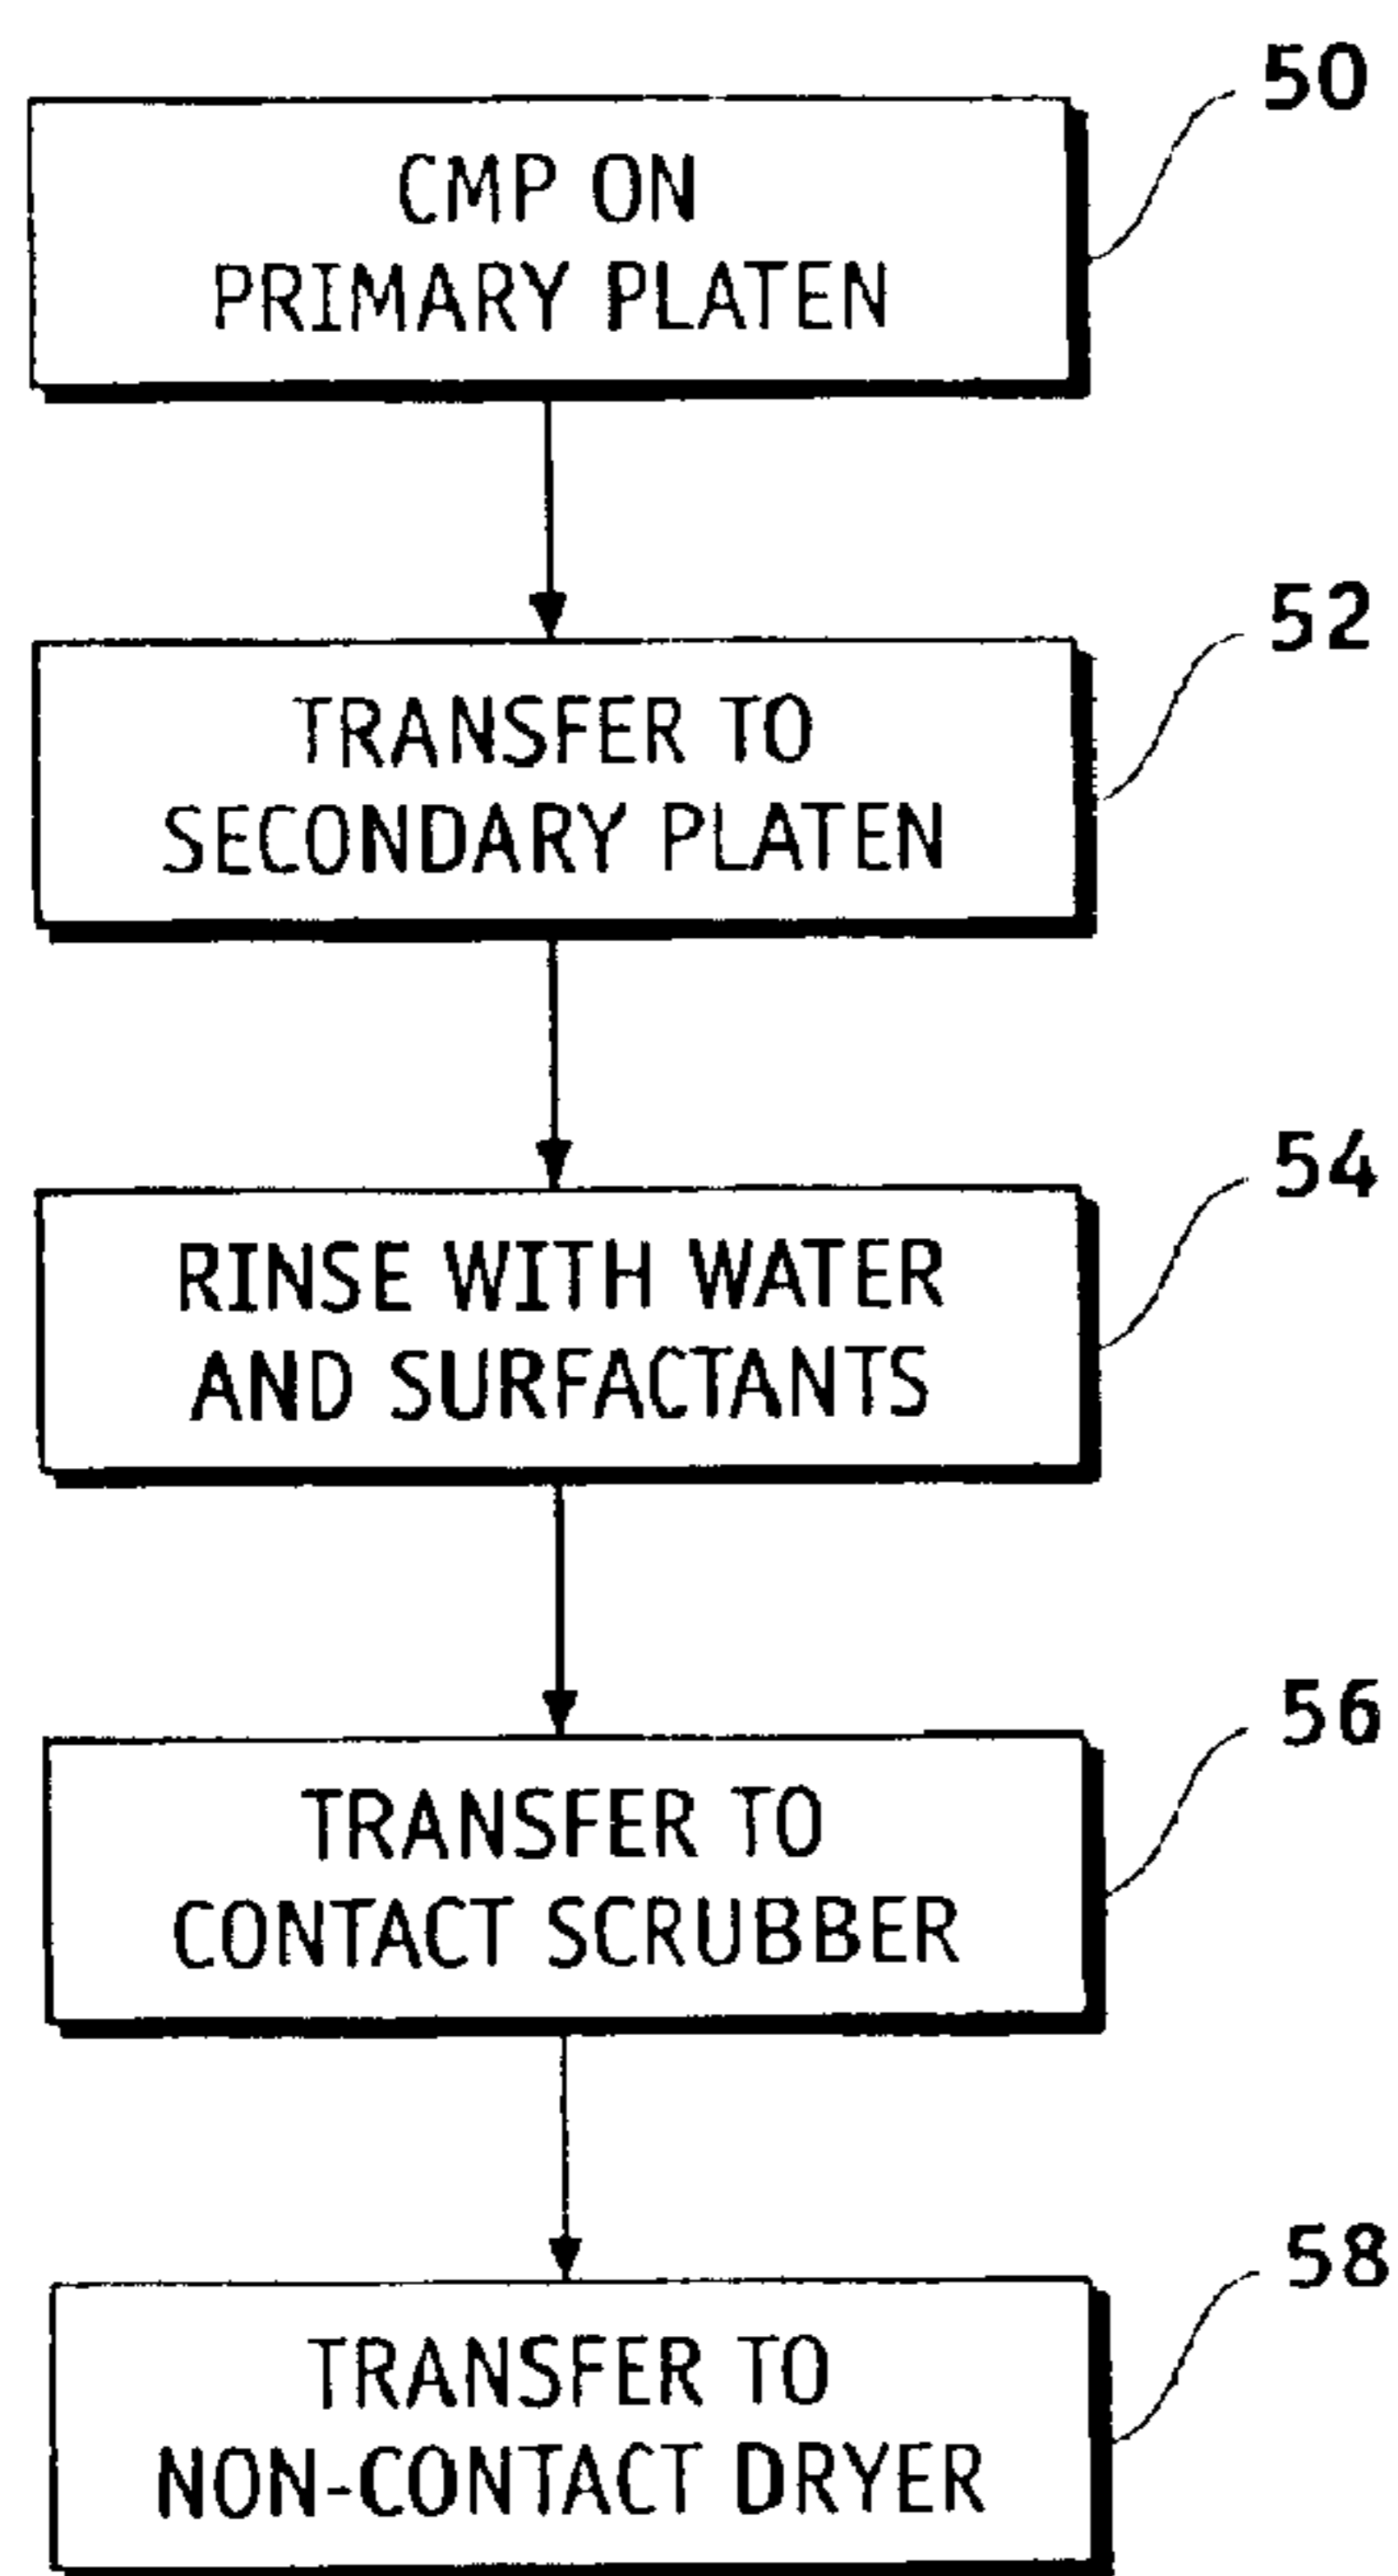 50
CMP ON
PRIMARY PLATEN
52
TRANSFER TO
SECONDARY PLATEN
54
RINSE WITH WATER
AND SURFACTANTS
56
TRANSFER TO
CONTACT SCRUBBER
58
TRANSFER TO
NON-CONTACT DRYER